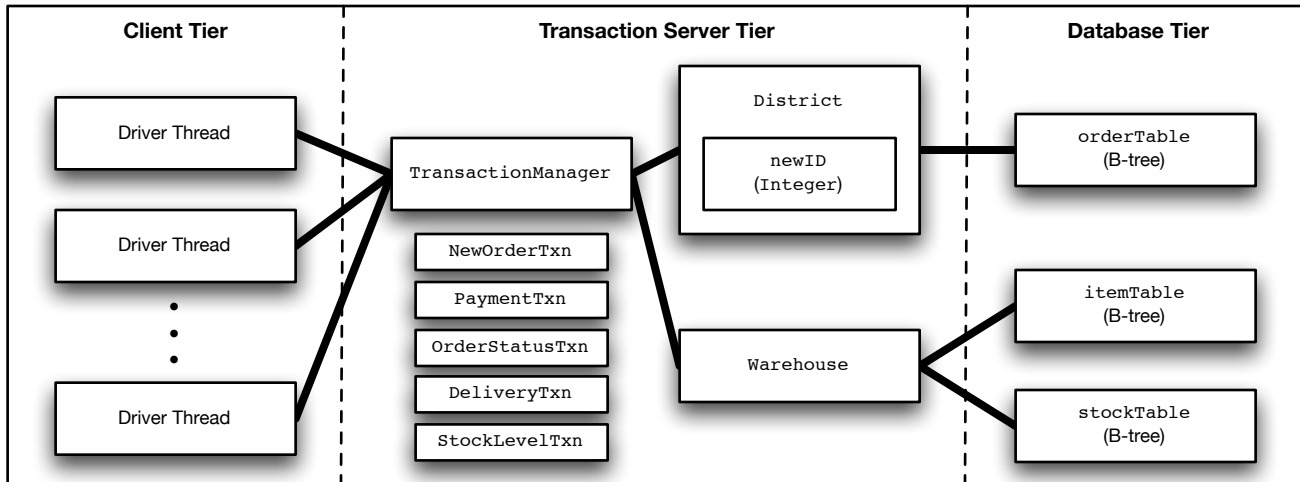 Client Tier
Transaction Server Tier
Database Tier
Driver Thread
Driver Thread
Driver Thread
TransactionManager
NewOrderTxn
PaymentTxn
OrderStatusTxn
DeliveryTxn
StockLevelTxn
District
newID
(Integer)
Warehouse
orderTable
(B-tree)
itemTable
(B-tree)
stockTable
(B-tree)